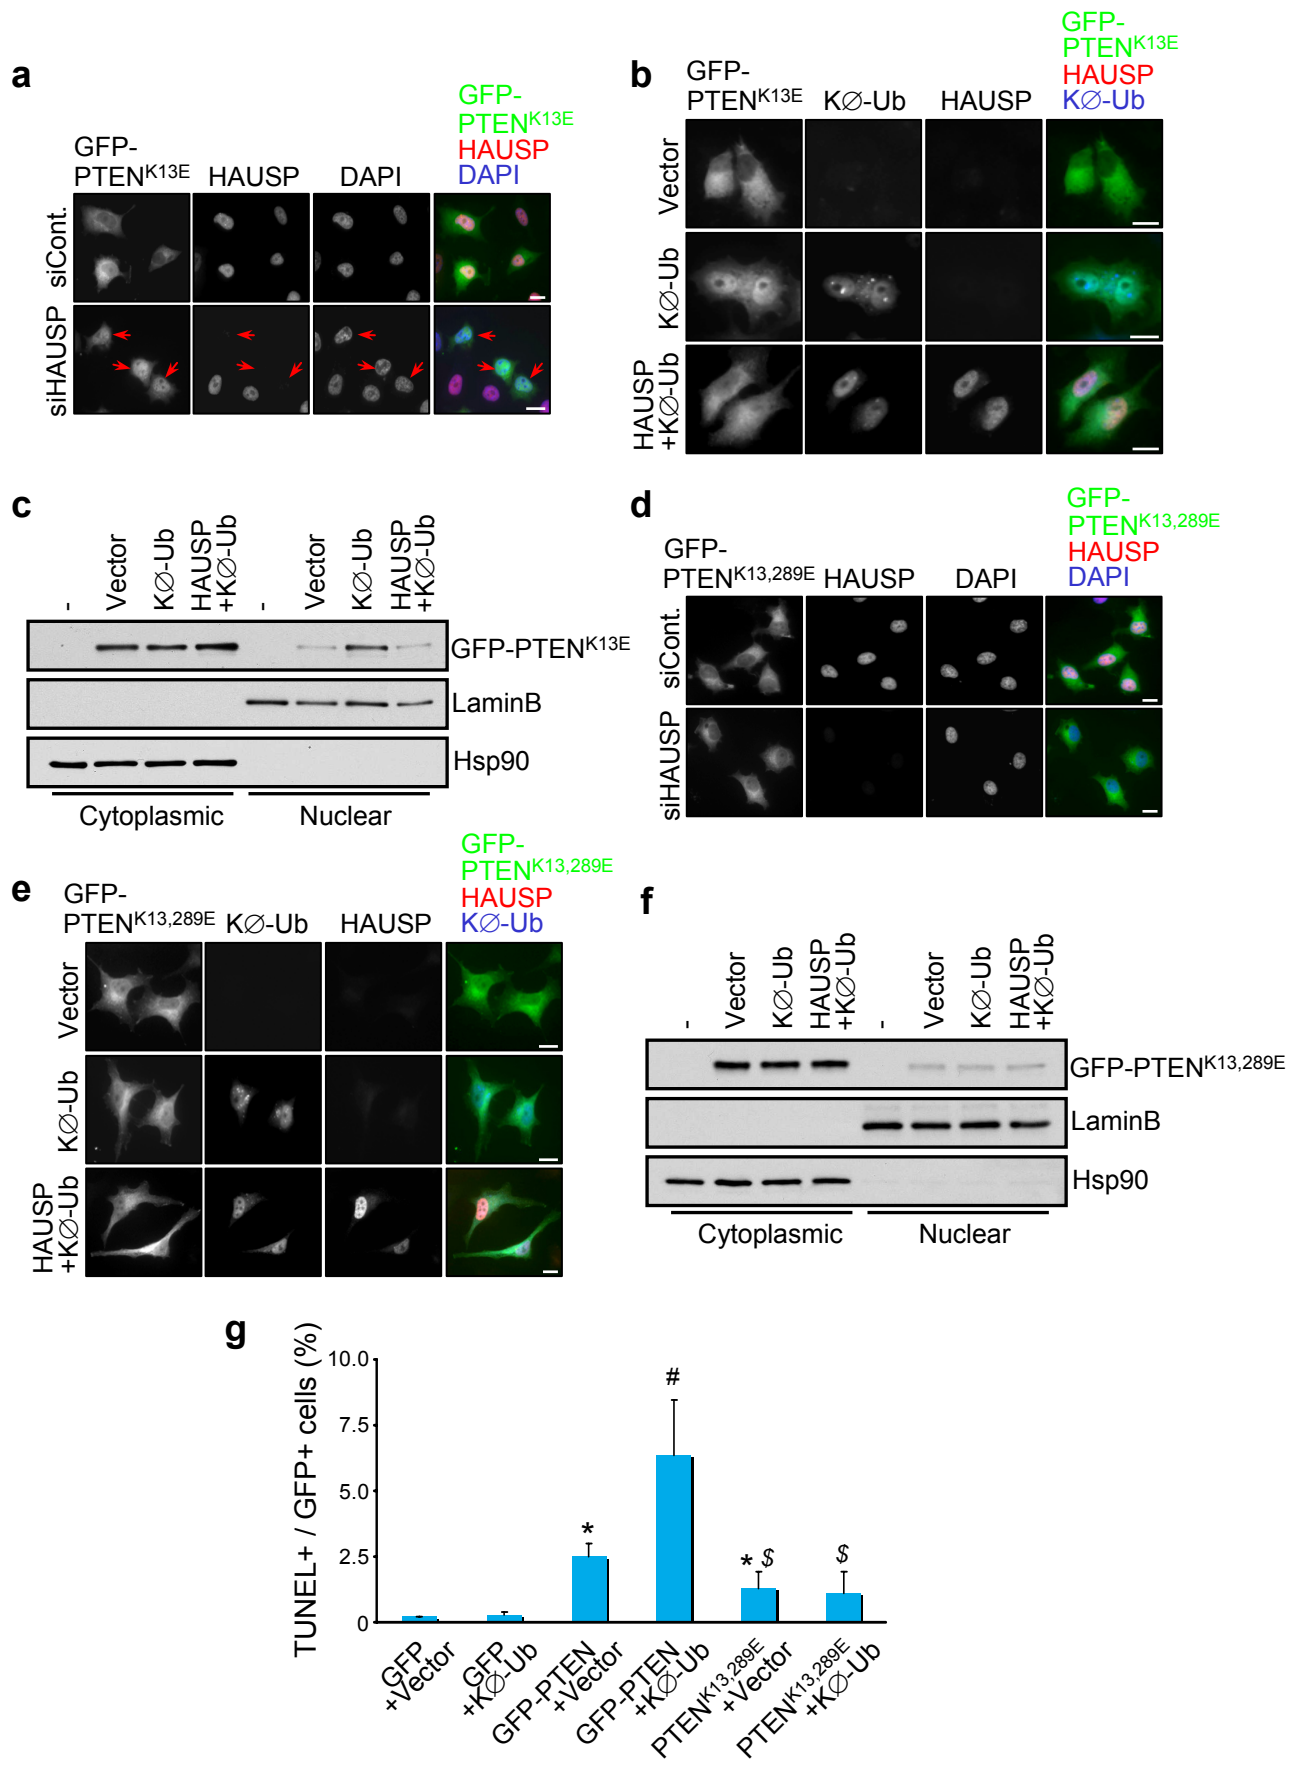 a
GFP-
PTENK13E
HAUSP
DAPI
GFP-
PTENK13E
HAUSP
DAPI
siCont.
siHAUSP
b
GFP-
PTENK13E
KØ-Ub
HAUSP
GFP-
PTENK13E
HAUSP
KØ-Ub
Vector
KØ-Ub
HAUSP
+KØ-Ub
c
-
Vector
KØ-Ub
HAUSP
+KØ-Ub
-
Vector
KØ-Ub
HAUSP
+KØ-Ub
GFP-PTENK13E
LaminB
Hsp90
Cytoplasmic
Nuclear
d
GFP-
PTENK13,289E
HAUSP
DAPI
GFP-
PTENK13,289E
HAUSP
DAPI
siCont.
siHAUSP
e
GFP-
PTENK13,289E
KØ-Ub
HAUSP
GFP-
PTENK13,289E
HAUSP
KØ-Ub
Vector
KØ-Ub
HAUSP
+KØ-Ub
f
-
Vector
KØ-Ub
HAUSP
+KØ-Ub
-
Vector
KØ-Ub
HAUSP
+KØ-Ub
GFP-PTENK13,289E
LaminB
Hsp90
Cytoplasmic
Nuclear
g
TUNEL+ / GFP+ cells (%)
10.0
7.5
5.0
2.5
0
*
#
* $
$
GFP
+Vector
GFP
+KØ-Ub
GFP-PTEN
+Vector
GFP-PTEN
+KØ-Ub
PTENK13,289E
+Vector
PTENK13,289E
+KØ-Ub